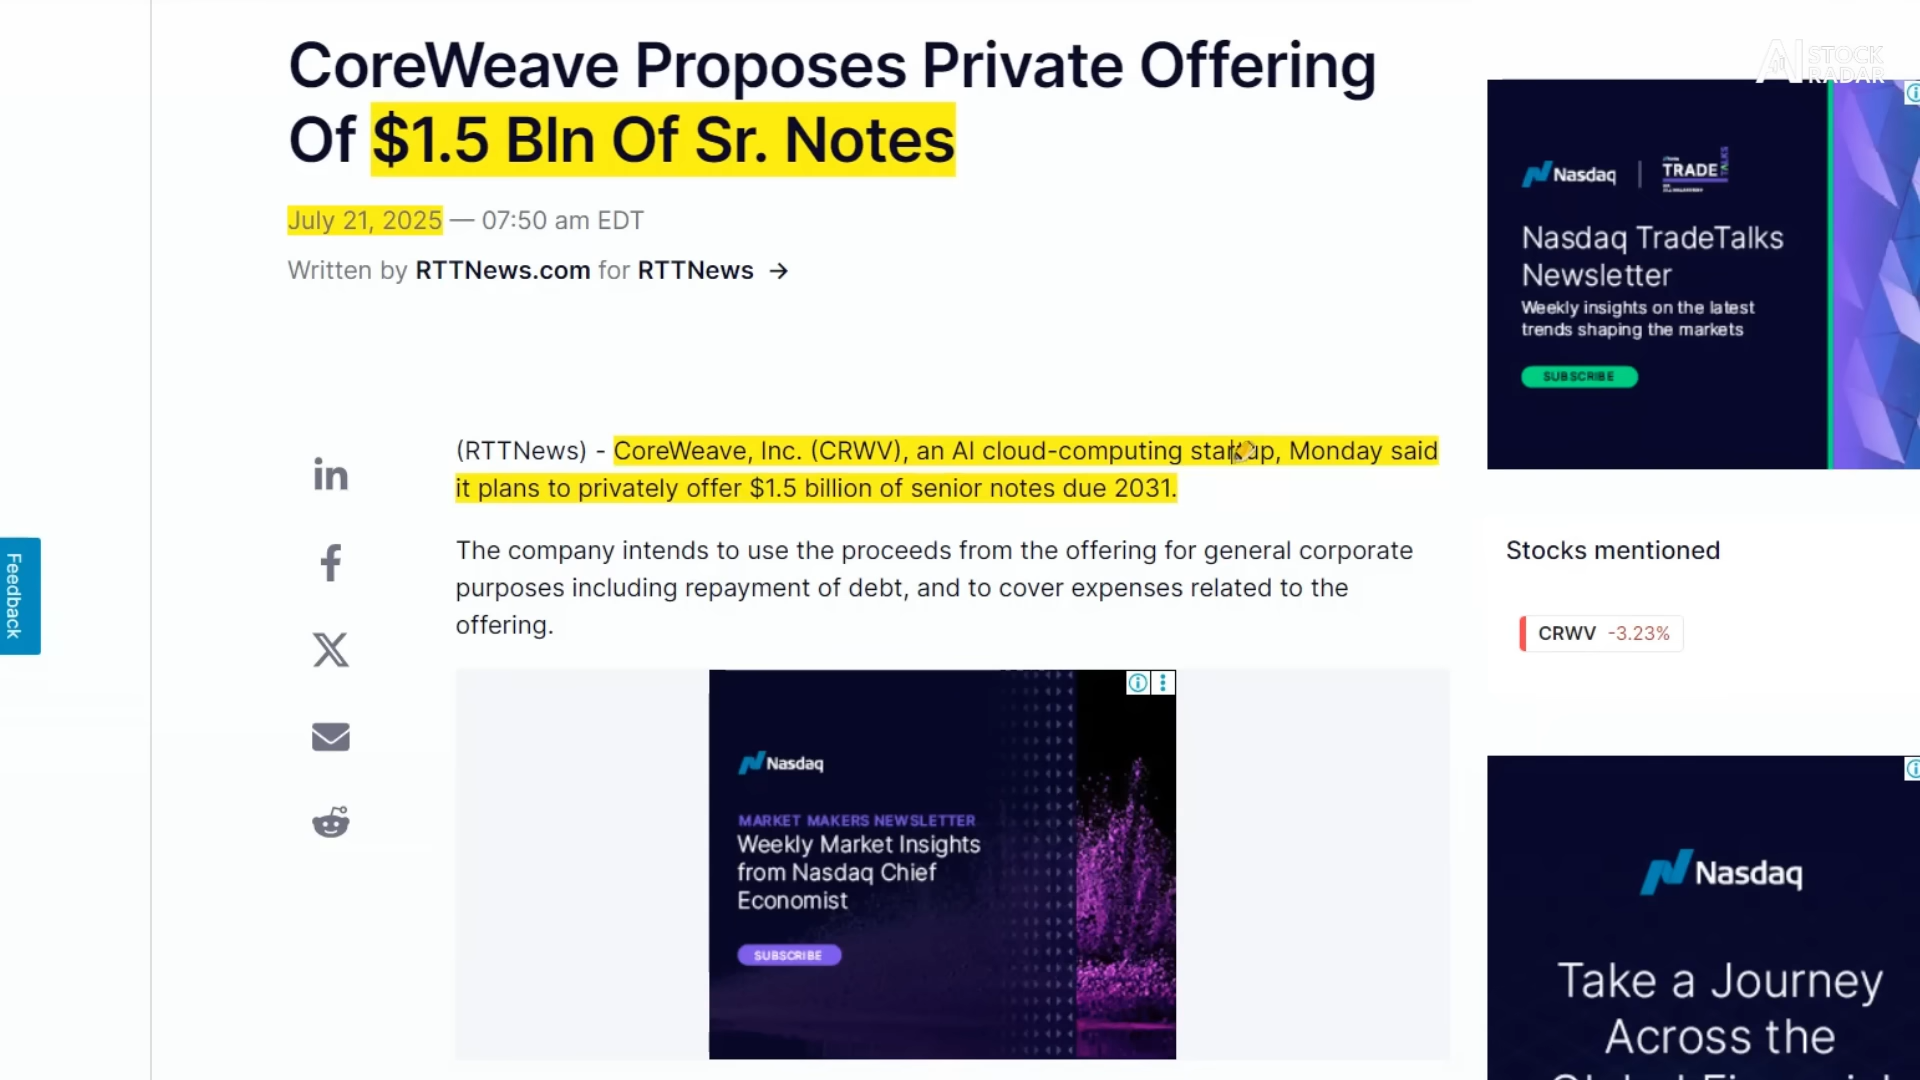 CoreWeave Proposes Private Offering
Of $1.5 Bln Of Sr. Notes
July 21, 2025 — 07:50 am EDT
Written by RTTNews.com for RTTNews →
(RTTNews) - CoreWeave, Inc. (CRWV), an AI cloud-computing startup, Monday said
it plans to privately offer $1.5 billion of senior notes due 2031.
The company intends to use the proceeds from the offering for general corporate
purposes including repayment of debt, and to cover expenses related to the
offering.
Nasdaq
MARKET MAKERS NEWSLETTER
Weekly Market Insights
from Nasdaq Chief
Economist
SUBSCRIBE
Feedback
AI STOCK
RADAR
Nasdaq
TRADE TALKS
Nasdaq TradeTalks
Newsletter
Weekly insights on the latest
trends shaping the markets
SUBSCRIBE
Stocks mentioned
CRWV -3.23%
Nasdaq
Take a Journey
Across the